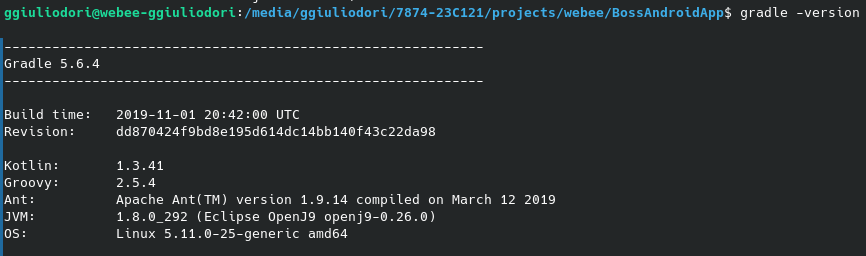 ggiuliodori@webee-ggiuliodori:/media/ggiuliodori/7874-23C121/projects/webee/BossAndroidApp$ gradle -version
------------------------------------------------------------
Gradle 5.6.4
------------------------------------------------------------
Build time:   2019-11-01 20:42:00 UTC
Revision:     dd870424f9bd8e195d614dc14bb140f43c22da98
Kotlin:       1.3.41
Groovy:       2.5.4
Ant:          Apache Ant(TM) version 1.9.14 compiled on March 12 2019
JVM:          1.8.0_292 (Eclipse OpenJ9 openj9-0.26.0)
OS:           Linux 5.11.0-25-generic amd64